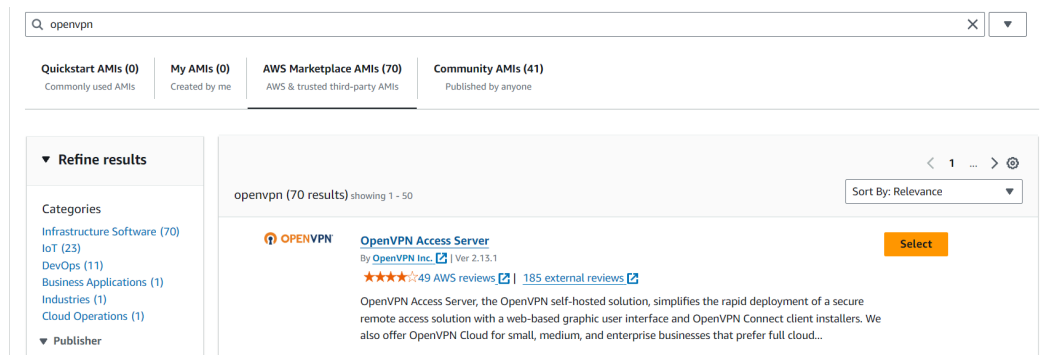 openvpn
Quickstart AMIs (0)
Commonly used AMIs
My AMIs (0)
Created by me
AWS Marketplace AMIs (70)
AWS & trusted third-party AMIs
Community AMIs (41)
Published by anyone
Refine results
Categories
Infrastructure Software (70)
IoT (23)
DevOps (11)
Business Applications (1)
Industries (1)
Cloud Operations (1)
Publisher
1 ...
openvpn (70 results) showing 1 - 50
Sort By: Relevance
OPENVPN
OpenVPN Access Server
Select
By OpenVPN Inc. | Ver 2.13.1
49 AWS reviews | 185 external reviews
OpenVPN Access Server, the OpenVPN self-hosted solution, simplifies the rapid deployment of a secure
remote access solution with a web-based graphic user interface and OpenVPN Connect client installers. We
also offer OpenVPN Cloud for small, medium, and enterprise businesses that prefer full cloud...